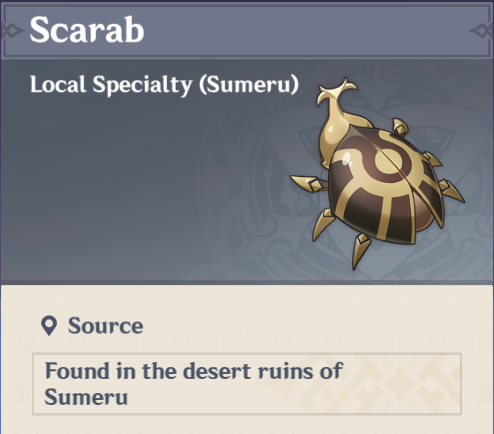 Scarab
Local Specialty (Sumeru)
Source
Found in the desert ruins of
Sumeru